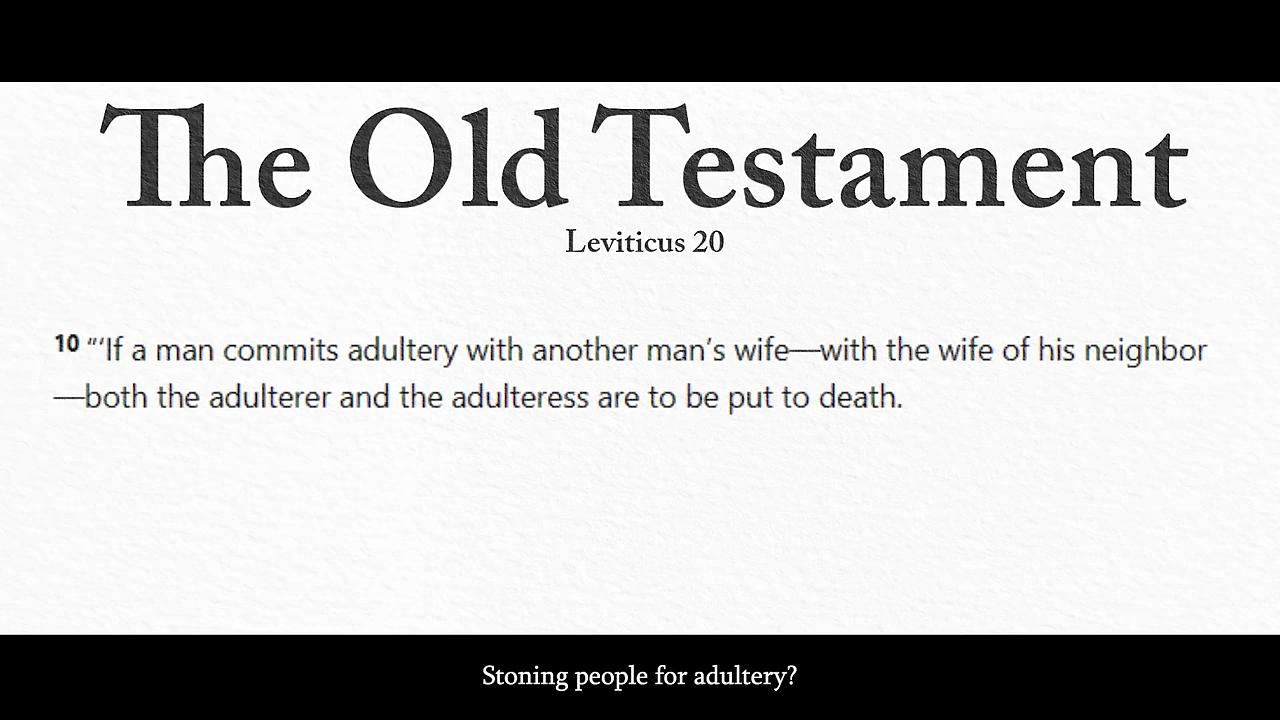 The Old Testament
Leviticus 20
10 “‘If a man commits adultery with another man’s wife—with the wife of his neighbor
—both the adulterer and the adulteress are to be put to death.
Stoning people for adultery?